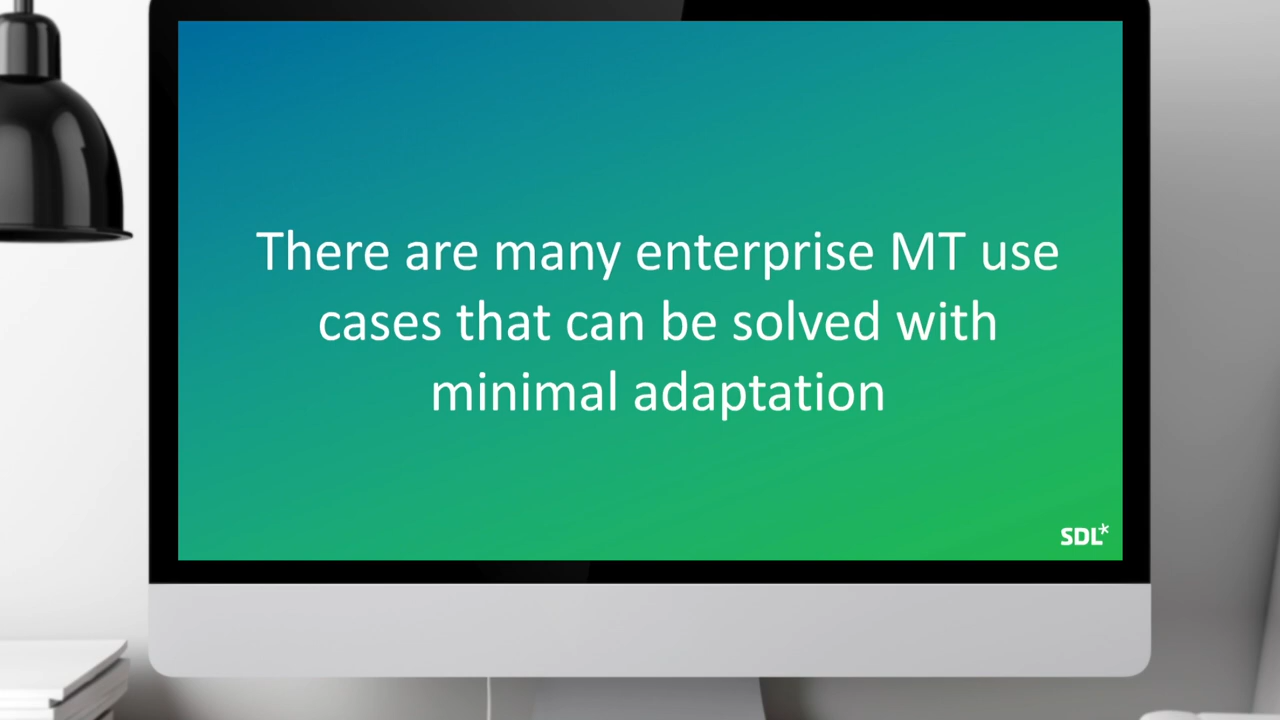 There are many enterprise MT use
cases that can be solved with
minimal adaptation
SDL*